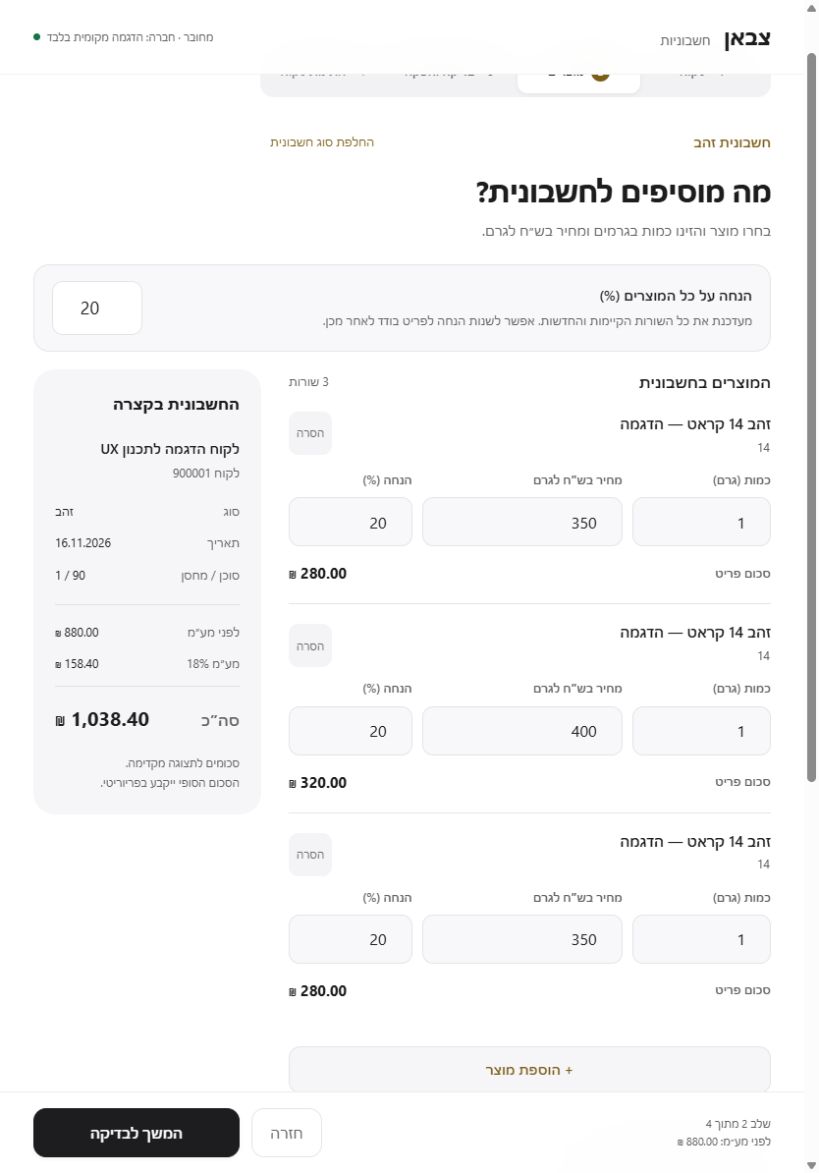 צבאן חשבוניות
מחובר · חברה: הדגמה מקומית בלבד
חשבונית זהב
החלפת סוג חשבונית
מה מוסיפים לחשבונית?
בחרו מוצר והזינו כמות בגרמים ומחיר בש״ח לגרם.
הנחה על כל המוצרים (%)
מעדכנת את כל השורות הקיימות והחדשות. אפשר לשנות הנחה לפריט בודד לאחר מכן.
20
המוצרים בחשבונית
3 שורות
זהב 14 קראט — הדגמה
14
הסרה
כמות (גרם) מחיר בש״ח לגרם הנחה (%)
1 350 20
סכום פריט 280.00 ₪
זהב 14 קראט — הדגמה
14
הסרה
כמות (גרם) מחיר בש״ח לגרם הנחה (%)
1 400 20
סכום פריט 320.00 ₪
זהב 14 קראט — הדגמה
14
הסרה
כמות (גרם) מחיר בש״ח לגרם הנחה (%)
1 350 20
סכום פריט 280.00 ₪
+ הוספת מוצר
החשבונית בקצרה
לקוח הדגמה לתכנון UX
לקוח 900001
סוג זהב
תאריך 16.11.2026
סוכן / מחסן 90 / 1
לפני מע״מ 880.00 ₪
מע״מ 18% 158.40 ₪
סה״כ 1,038.40 ₪
סכומים לתצוגה מקדימה.
הסכום הסופי ייקבע בפריוריטי.
שלב 2 מתוך 4
לפני מע״מ: 880.00 ₪
חזרה
המשך לבדיקה